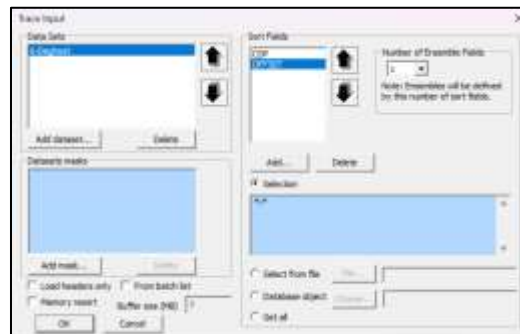 Trace Input
Data Sets
Add dataset...
Delete
Datasets masks
Add mask...
Delete
Load headers only
From batch list
Memory resort
Buffer size (MB)
OK
Cancel
Sort Fields
CDP
OFFSET
Add...
Delete
Number of Ensemble Fields
1
Note: Ensembles will be defined
by this number of sort fields.
Selection
*:*
Select from file
File...
Database object
Choose...
Get all